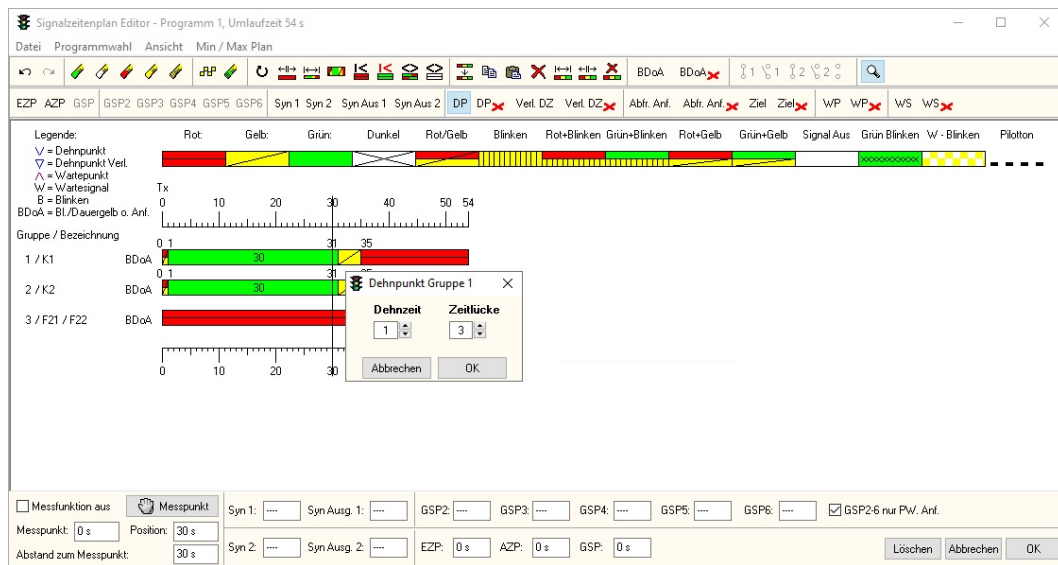 Signalzeitenplan Editor - Programm 1, Umlaufzeit 54 s
Datei Programmwahl Ansicht Min / Max Plan
BDoA BDoA 1 1 2 2
EZP AZP GSP GSP2 GSP3 GSP4 GSP5 GSP6 Syn 1 Syn 2 Syn Aus 1 Syn Aus 2 DP DP Verl. DZ Verl. DZ Abfr. Anf. Abfr. Anf. Ziel Ziel WP WP WS WS
Legende: Rot: Gelb: Grün: Dunkel Rot/Gelb Blinken Rot+Blinken Grün+Blinken Rot+Gelb Grün+Gelb Signal Aus Grün Blinken W - Blinken Pilotton
V = Dehnpunkt
∇ = Dehnpunkt Verl.
Λ = Wartepunkt
W = Wartesignal
B = Blinken
BDoA = Bl./Dauergelb o. Anf.
Tx
0 10 20 30 40 50 54
Gruppe / Bezeichnung
0 1 31 35
1 / K1 BDoA 30
0 1 31 35
2 / K2 BDoA 30
3 / F21 / F22 BDoA
0 10 20 30
Dehnpunkt Gruppe 1
Dehnzeit Zeitlücke
1 3
Abbrechen OK
Messfunktion aus Messpunkt
Messpunkt: 0 s Position: 30 s
Abstand zum Messpunkt: 30 s
Syn 1: ---- Syn Ausg. 1: ---- GSP2: ---- GSP3: ---- GSP4: ---- GSP5: ---- GSP6: ---- GSP2-6 nur PW. Anf.
Syn 2: ---- Syn Ausg. 2: ---- EZP: 0 s AZP: 0 s GSP: 0 s
Löschen Abbrechen OK